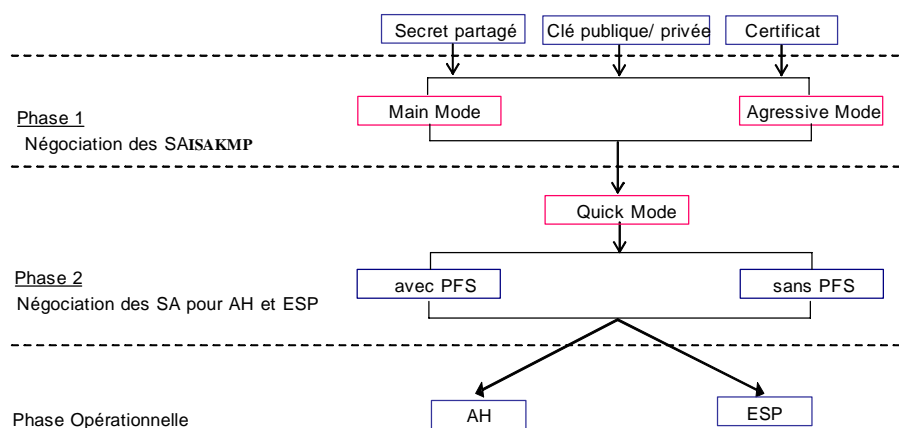 Secret partagé
Clé publique/ privée
Certificat
Phase 1
Négociation des SAISAKMP
Main Mode
Agressive Mode
Quick Mode
Phase 2
Négociation des SA pour AH et ESP
avec PFS
sans PFS
Phase Opérationnelle
AH
ESP